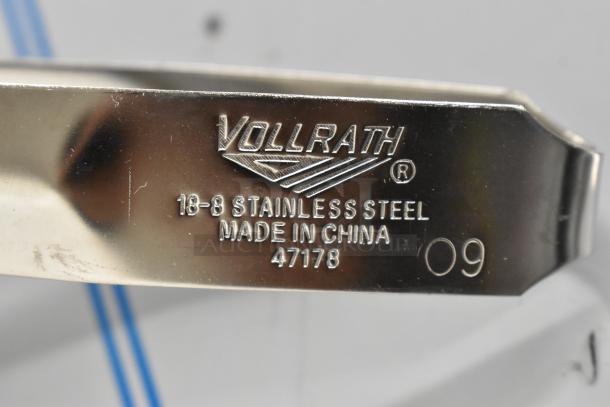 VOLLRATH
®
18-8 STAINLESS STEEL
MADE IN CHINA
47178
09